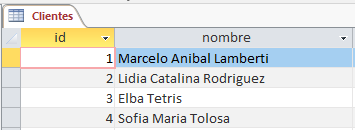 Clientes
id nombre
1 Marcelo Anibal Lamberti
2 Lidia Catalina Rodriguez
3 Elba Tetris
4 Sofia Maria Tolosa